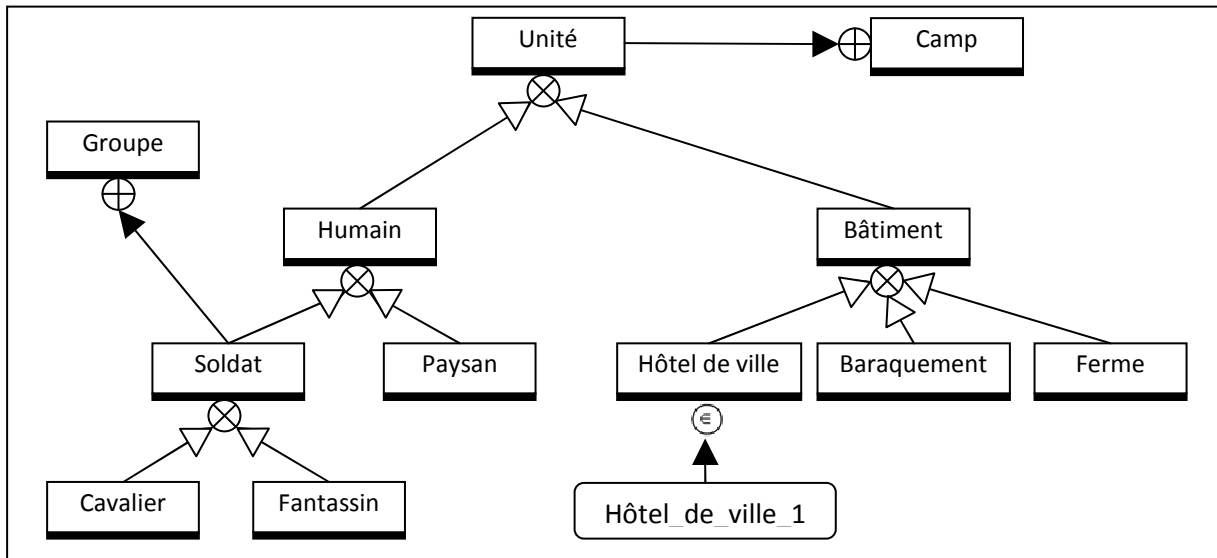 Unité
Camp
Groupe
Humain
Bâtiment
Soldat
Paysan
Hôtel de ville
Baraquement
Ferme
∈
Cavalier
Fantassin
Hôtel_de_ville_1